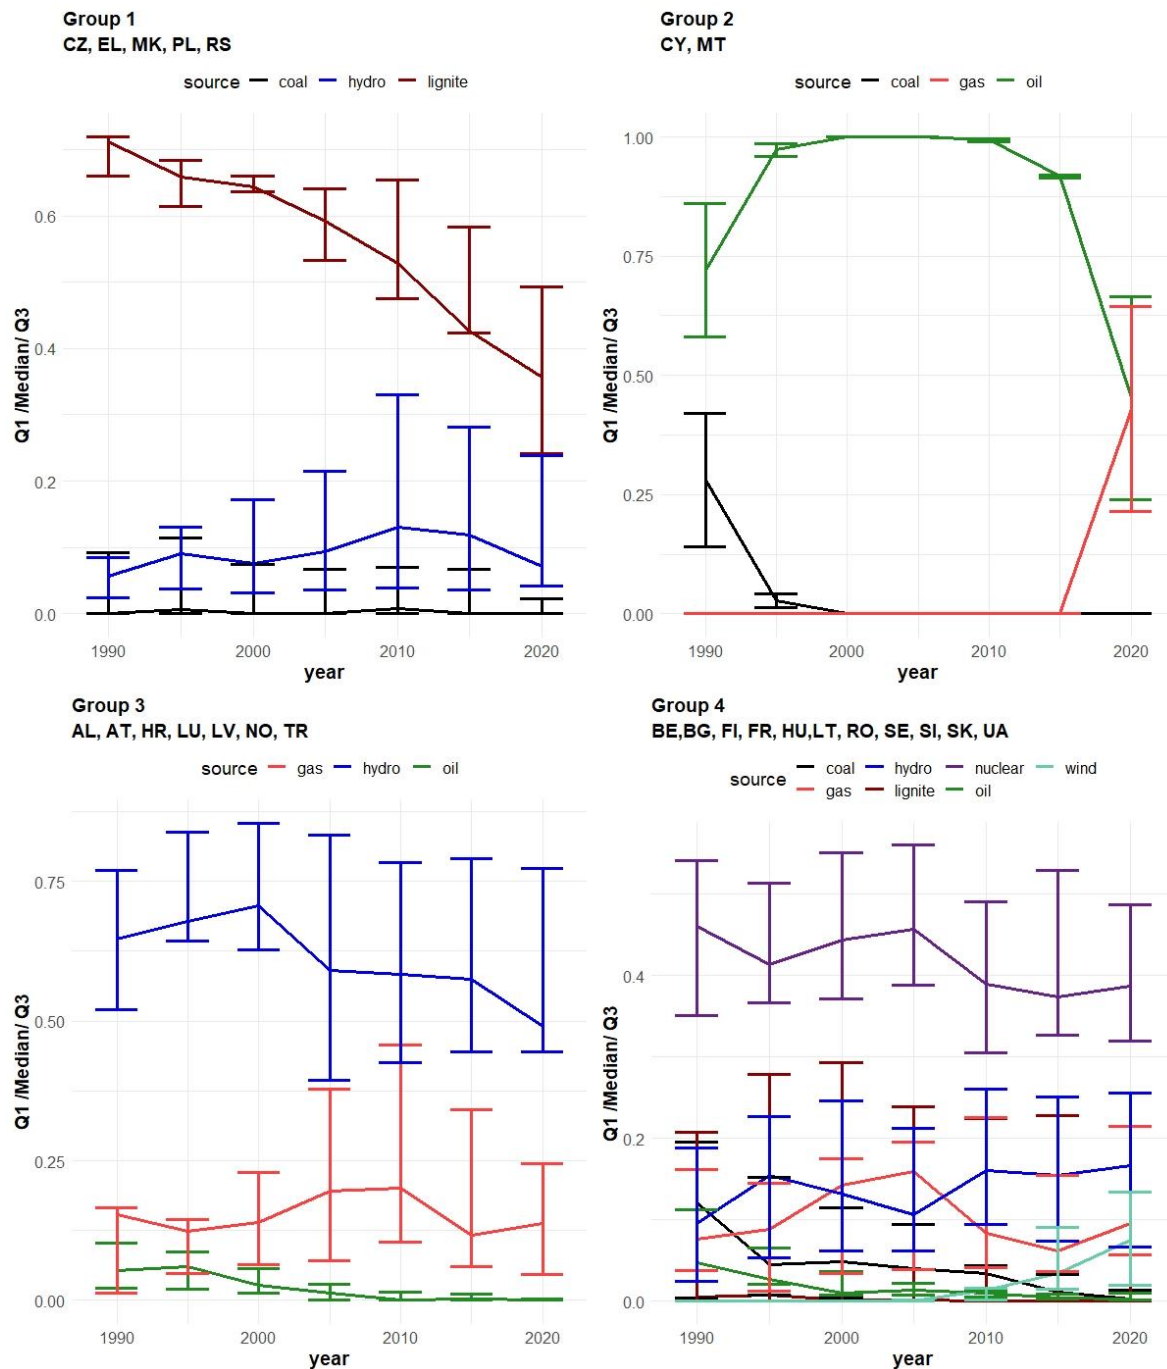 Group 1
CZ, EL, MK, PL, RS
source coal hydro lignite
Q1 /Median/ Q3
0.6
0.4
0.2
0.0
1990 2000 2010 2020
year
Group 2
CY, MT
source coal gas oil
Q1 /Median/ Q3
1.00
0.75
0.50
0.25
0.00
1990 2000 2010 2020
year
Group 3
AL, AT, HR, LU, LV, NO, TR
source gas hydro oil
Q1 /Median/ Q3
0.75
0.50
0.25
0.00
1990 2000 2010 2020
year
Group 4
BE,BG, FI, FR, HU,LT, RO, SE, SI, SK, UA
source coal hydro nuclear wind
gas lignite oil
Q1 /Median/ Q3
0.4
0.2
0.0
1990 2000 2010 2020
year